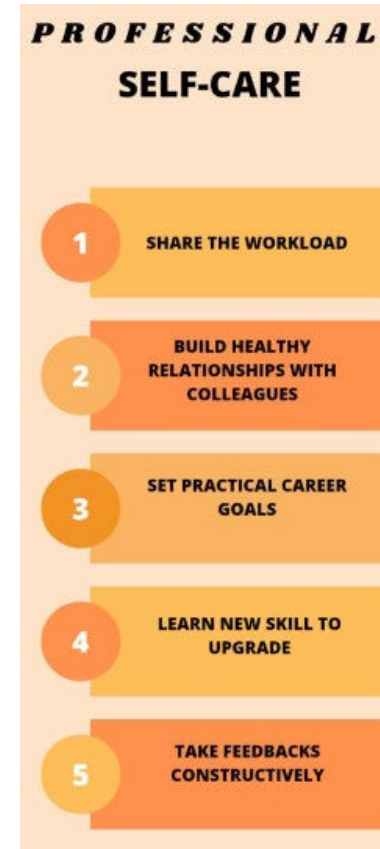 PROFESSIONAL
SELF-CARE
1
SHARE THE WORKLOAD
2
BUILD HEALTHY
RELATIONSHIPS WITH
COLLEAGUES
3
SET PRACTICAL CAREER
GOALS
4
LEARN NEW SKILL TO
UPGRADE
5
TAKE FEEDBACKS
CONSTRUCTIVELY